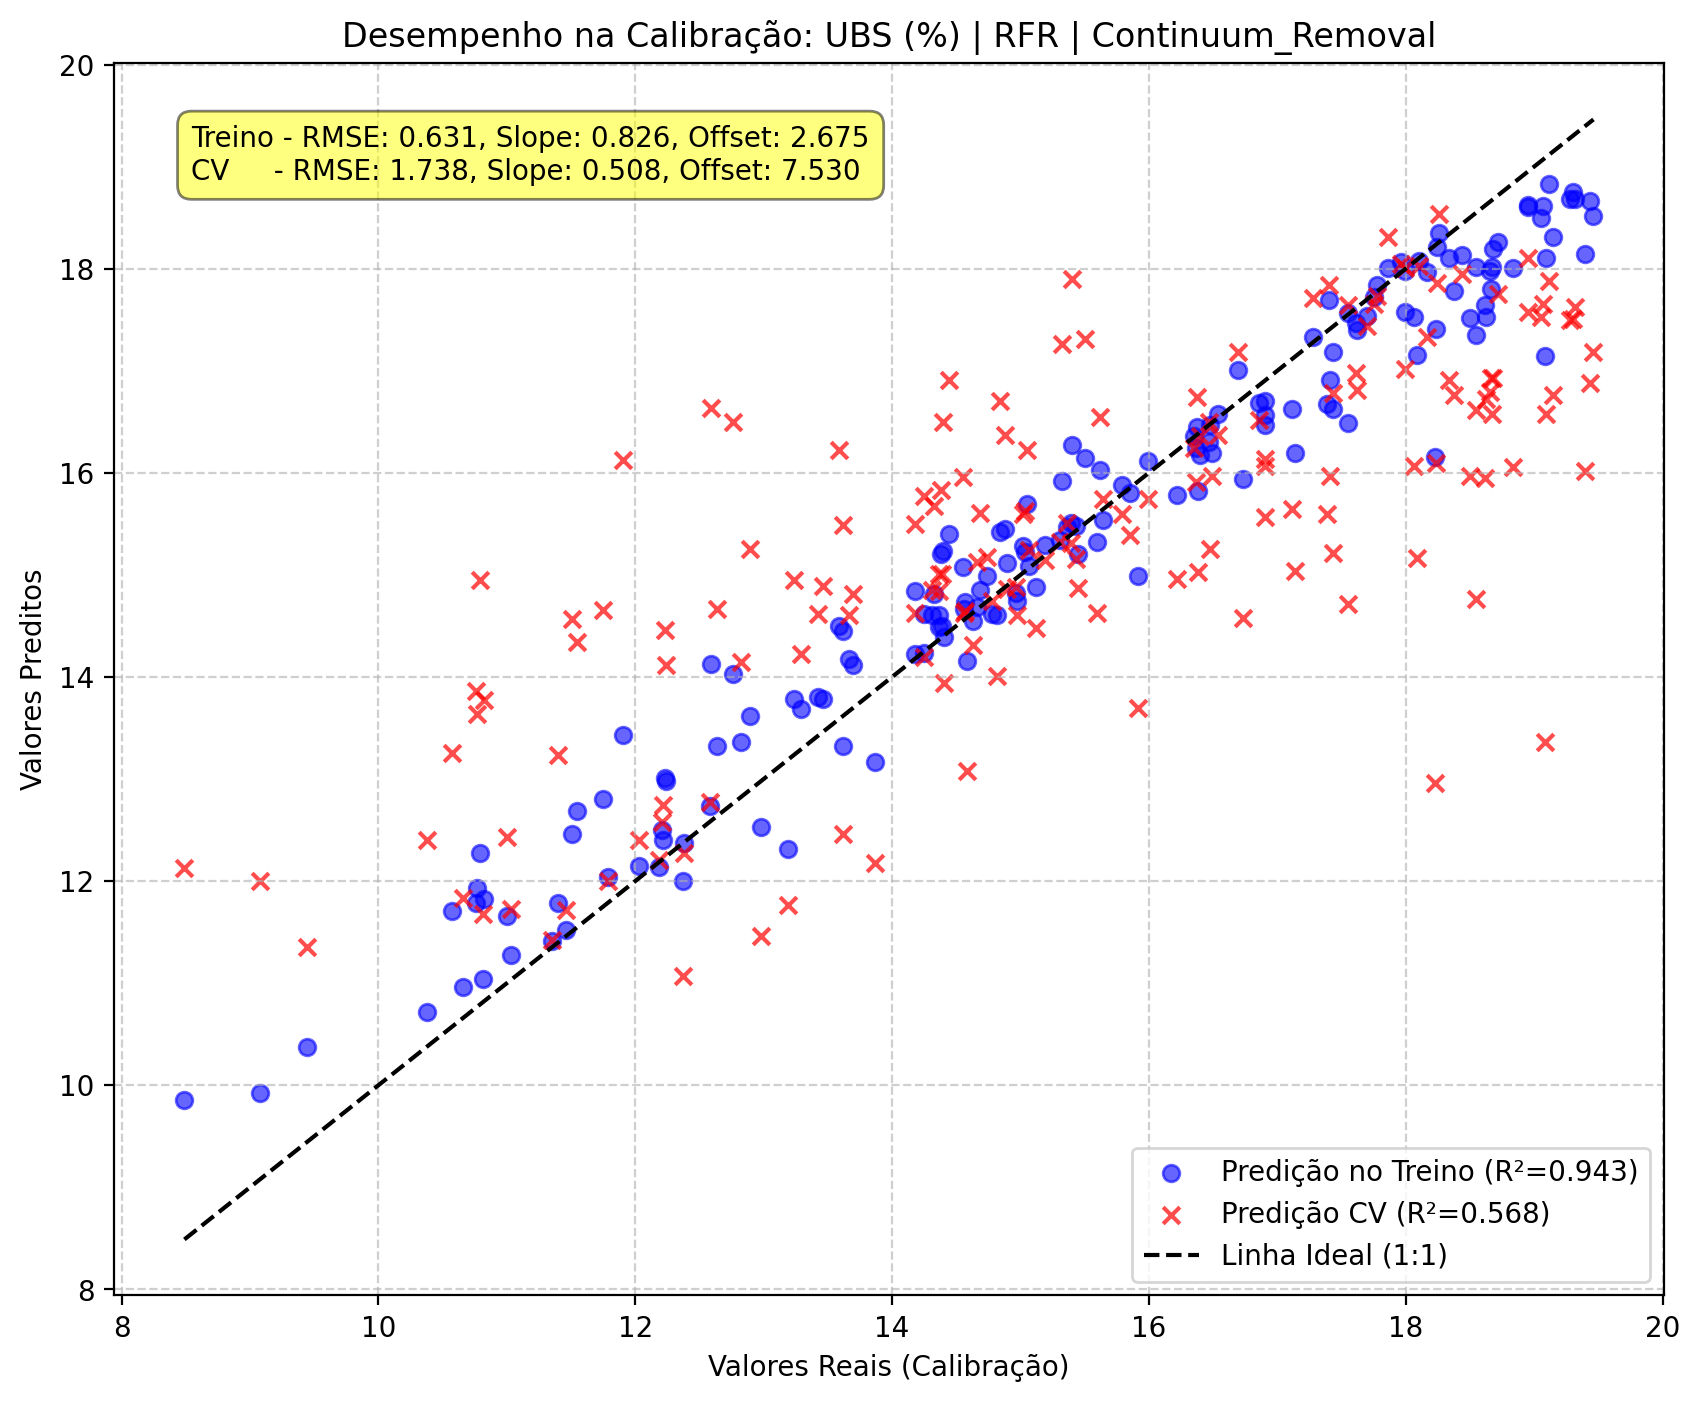 Desempenho na Calibração: UBS (%) | RFR | Continuum_Removal
Treino - RMSE: 0.631, Slope: 0.826, Offset: 2.675
CV - RMSE: 1.738, Slope: 0.508, Offset: 7.530
Valores Preditos
20
18
16
14
12
10
8
Predição no Treino (R²=0.943)
Predição CV (R²=0.568)
Linha Ideal (1:1)
8 10 12 14 16 18 20
Valores Reais (Calibração)